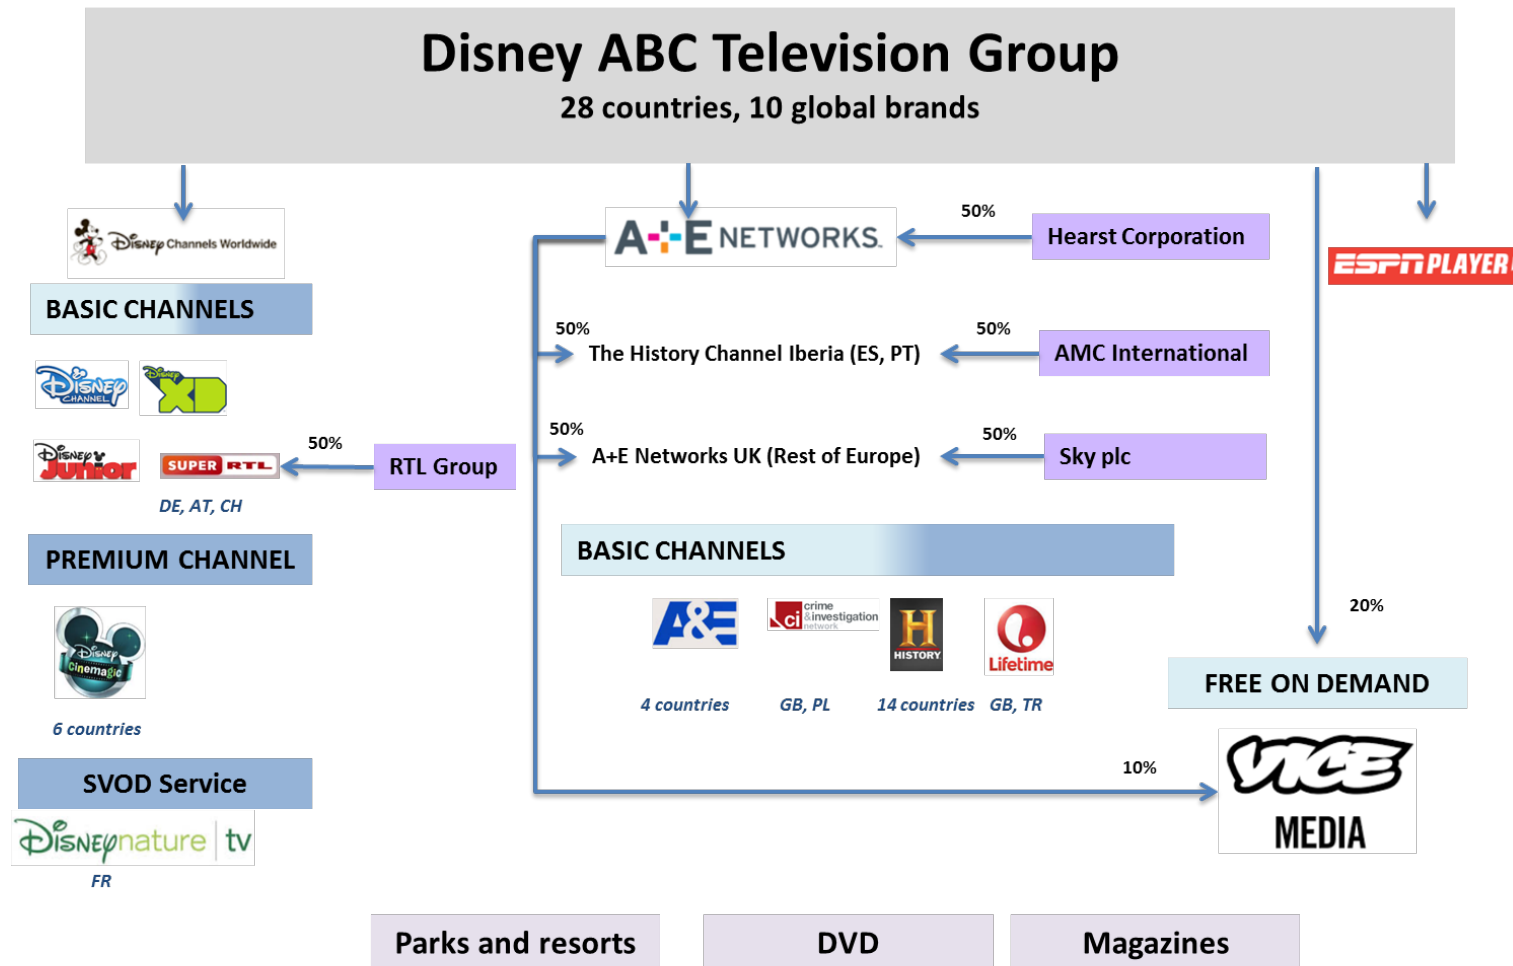 Disney ABC Television Group
28 countries, 10 global brands
Disney Channels Worldwide
BASIC CHANNELS
Disney
CHANNEL
Disney
XD
Disney
Junior
SUPER RTL
50%
RTL Group
DE, AT, CH
PREMIUM CHANNEL
Disney
Cinemagic
6 countries
SVOD Service
Disneynature tv
FR
A+E NETWORKS
50%
Hearst Corporation
50%
The History Channel Iberia (ES, PT)
50%
AMC International
50%
A+E Networks UK (Rest of Europe)
50%
Sky plc
BASIC CHANNELS
A&E
ci crime
&investigation
network
H
HISTORY
Lifetime
4 countries
GB, PL
14 countries
GB, TR
10%
ESPN PLAYER
20%
FREE ON DEMAND
VICE
MEDIA
Parks and resorts
DVD
Magazines